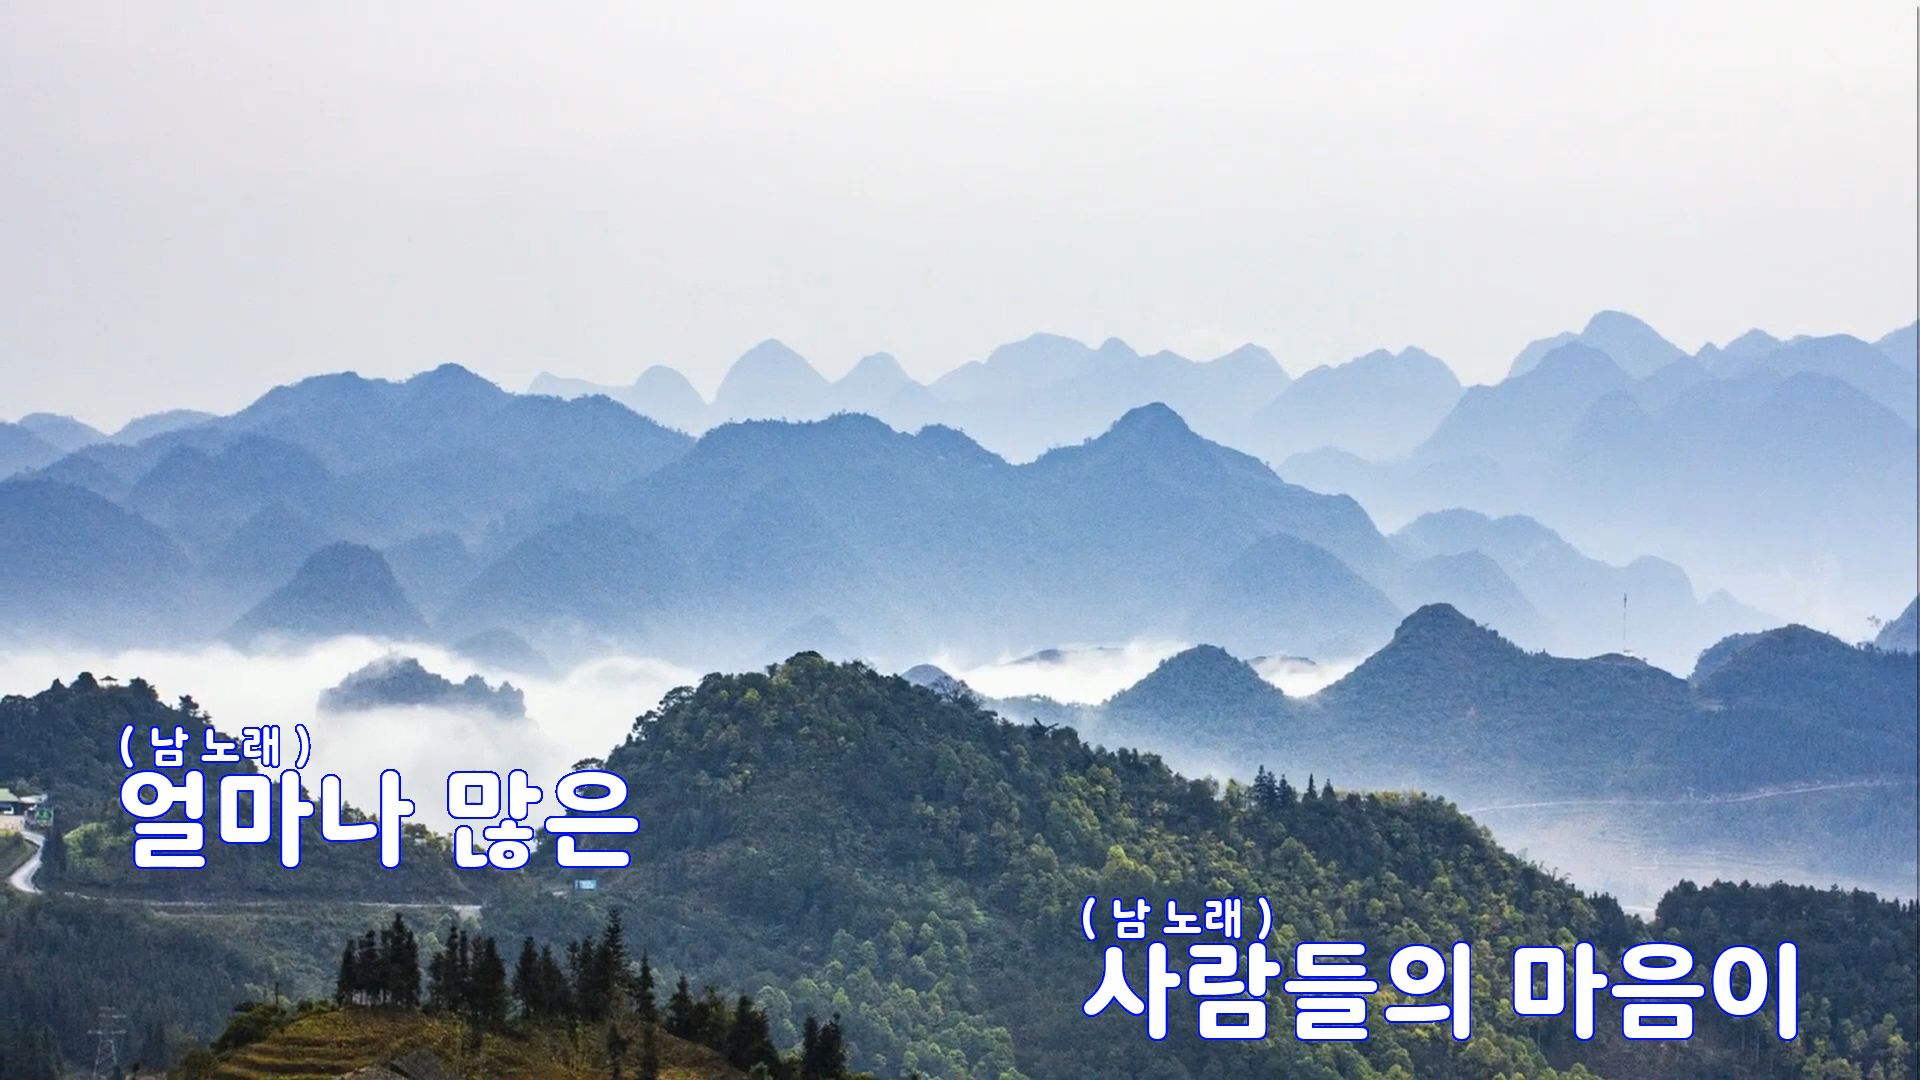 ( 남 노래 )
얼마나 많은
( 남 노래 )
사람들의 마음이